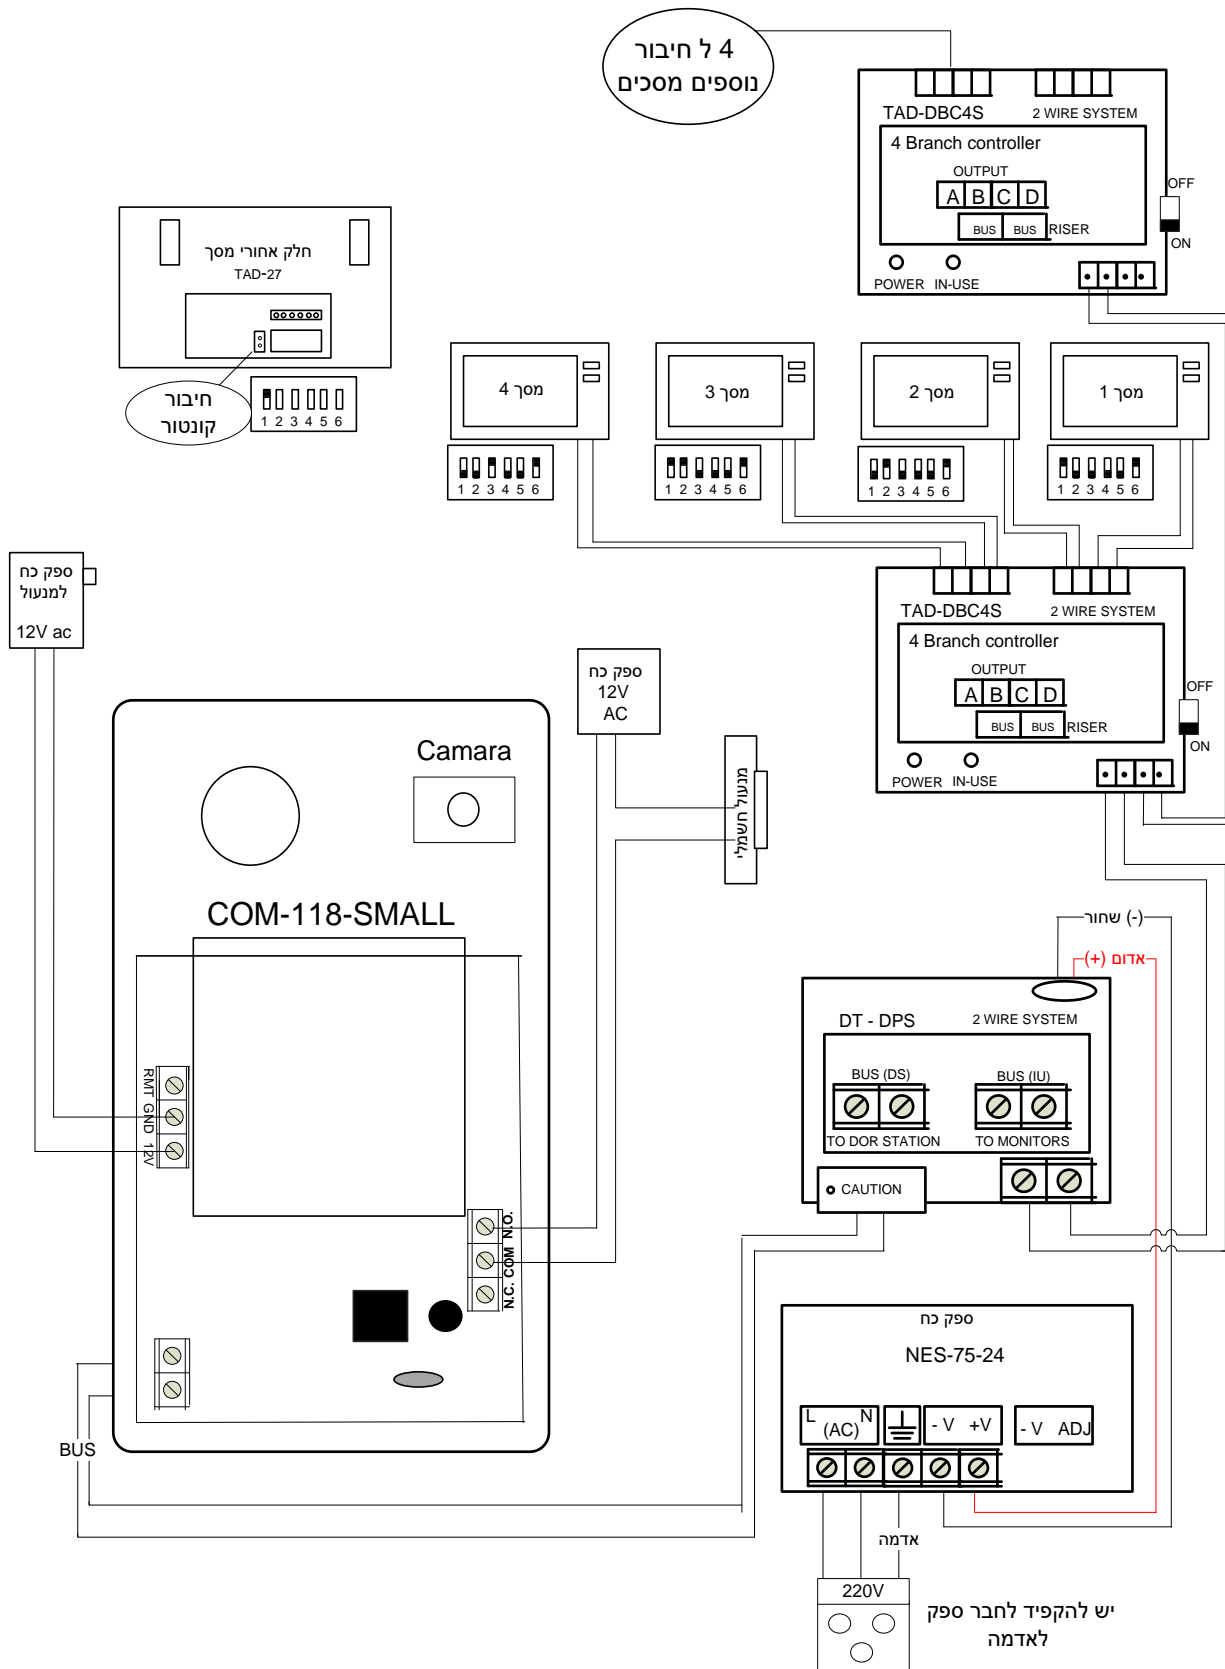 4 ל חיבור
נוספים מסכים
TAD-DBC4S
2 WIRE SYSTEM
4 Branch controller
OUTPUT
A B C D
BUS BUS RISER
OFF
ON
POWER IN-USE
חלק אחורי מסך
TAD-27
חיבור
קונטור
1 2 3 4 5 6
מסך 4
מסך 3
מסך 2
מסך 1
1 2 3 4 5 6
1 2 3 4 5 6
1 2 3 4 5 6
1 2 3 4 5 6
ספק כח
למנעול
12V ac
TAD-DBC4S
2 WIRE SYSTEM
4 Branch controller
OUTPUT
A B C D
BUS BUS RISER
OFF
ON
POWER IN-USE
ספק כח
12V
AC
מנעול חשמלי
Camara
COM-118-SMALL
RMT GND 12V
N.C. COM N.O.
BUS
(-) שחור
אדום (+)
DT - DPS
2 WIRE SYSTEM
BUS (DS)
BUS (IU)
TO DOR STATION
TO MONITORS
CAUTION
ספק כח
NES-75-24
L (AC) N
- V +V
- V ADJ
אדמה
220V
יש להקפיד לחבר ספק
לאדמה